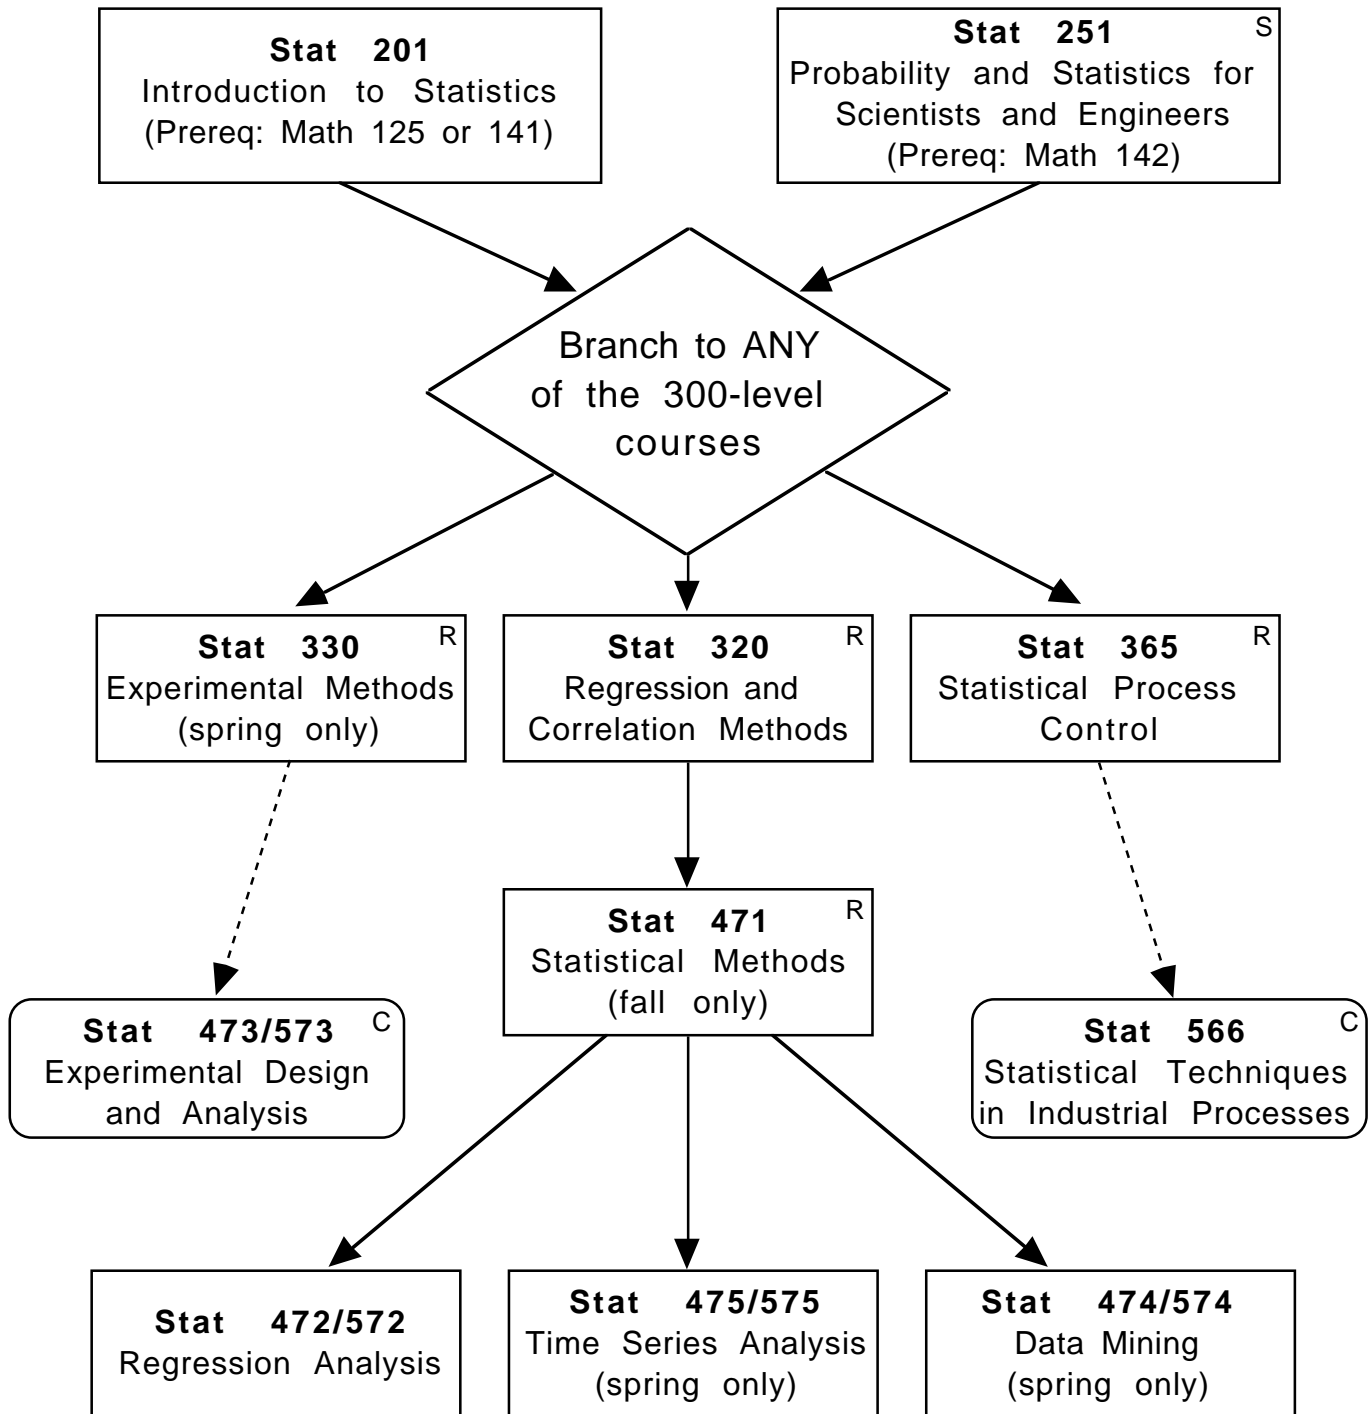 Stat 201
Introduction to Statistics
(Prereq: Math 125 or 141)
S
Stat 251
Probability and Statistics for
Scientists and Engineers
(Prereq: Math 142)
Branch to ANY
of the 300-level
courses
R
Stat 330
Experimental Methods
(spring only)
R
Stat 320
Regression and
Correlation Methods
R
Stat 365
Statistical Process
Control
R
Stat 471
Statistical Methods
(fall only)
C
Stat 473/573
Experimental Design
and Analysis
C
Stat 566
Statistical Techniques
in Industrial Processes
Stat 472/572
Regression Analysis
Stat 475/575
Time Series Analysis
(spring only)
Stat 474/574
Data Mining
(spring only)